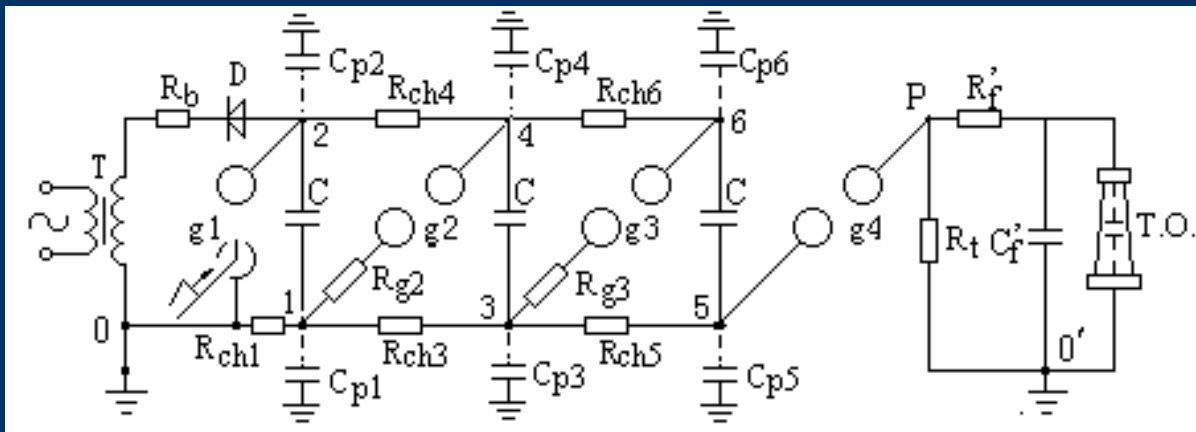 Cp2 Cp4 Cp6
Rb D Rch4 Rch6 P R'f
2 4 6
T C C C
g1 g2 g3 g4 Rt C'f T.O.
Rg2 Rg3
0 1 3 5
Rch1 Rch3 Rch5 0'
Cp1 Cp3 Cp5